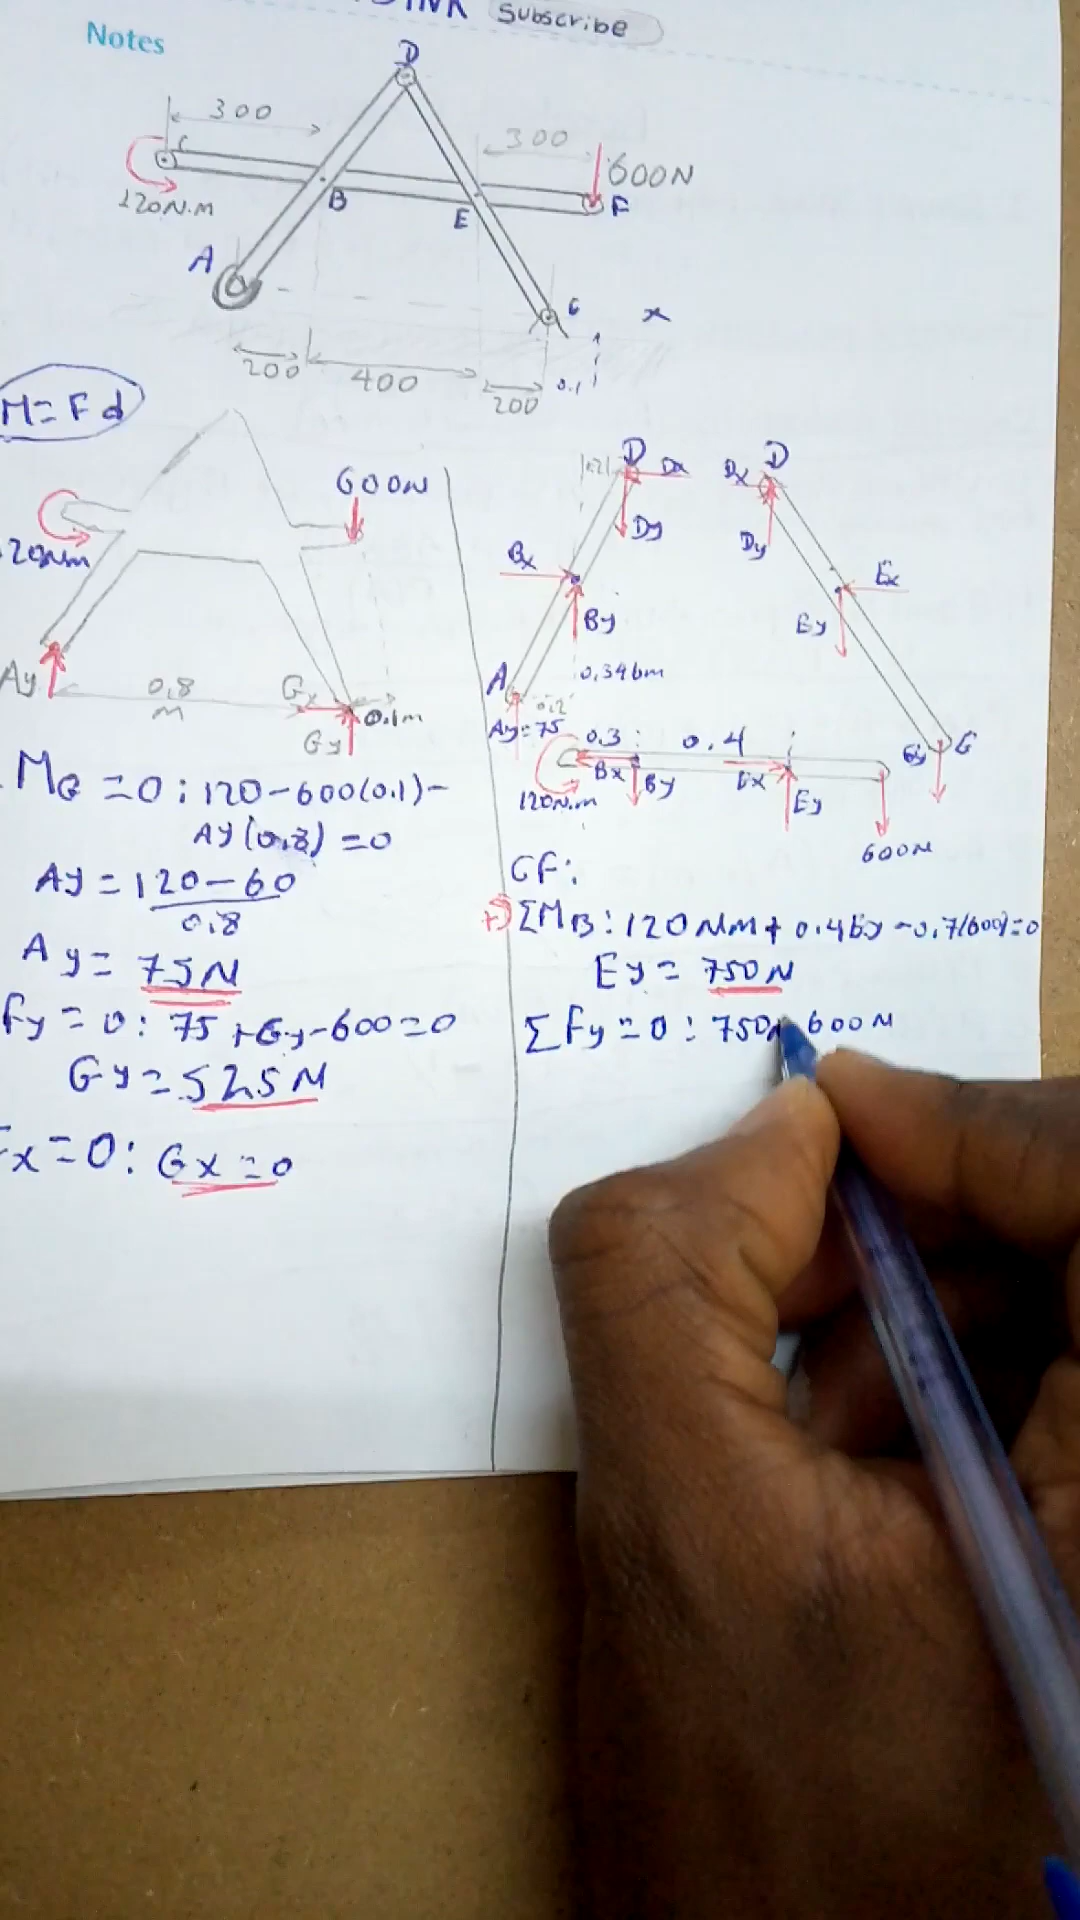 Subscribe
Notes
D
300
300
600N
C
120N.M
B
E
F
A
G
x
200
400
200
0.1
M=Fd
600N
20Nm
Ay
0,8
M
Gx
0.1m
Gy
MG =0: 120-600(0.1)-
AY(0.8)=0
AY = 120-60
0.8
Ay = 75N
Fy = 0: 75 +Gy-600=0
Gy = 525N
x=0: Gx=0
D
Dx
Dy
Bx
By
0,346m
A
0.2
Ay=75
Dx
D
Dy
Ex
Ey
Gy
G
0.3
0.4
C
Bx
By
Ex
Ey
120N.m
600N
CF:
+ΣMB: 120Nm+ 0.4Ey-0.7(600)=0
Ey = 750N
ΣFy=0: 750N 600N